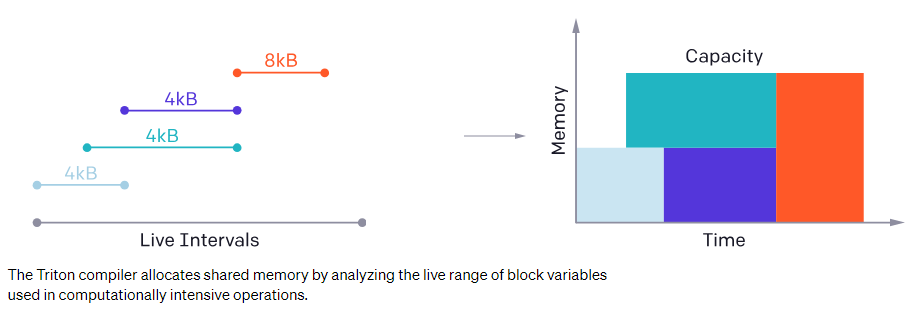 8kB
4kB
4kB
4kB
Live Intervals
Capacity
Memory
Time
The Triton compiler allocates shared memory by analyzing the live range of block variables
used in computationally intensive operations.